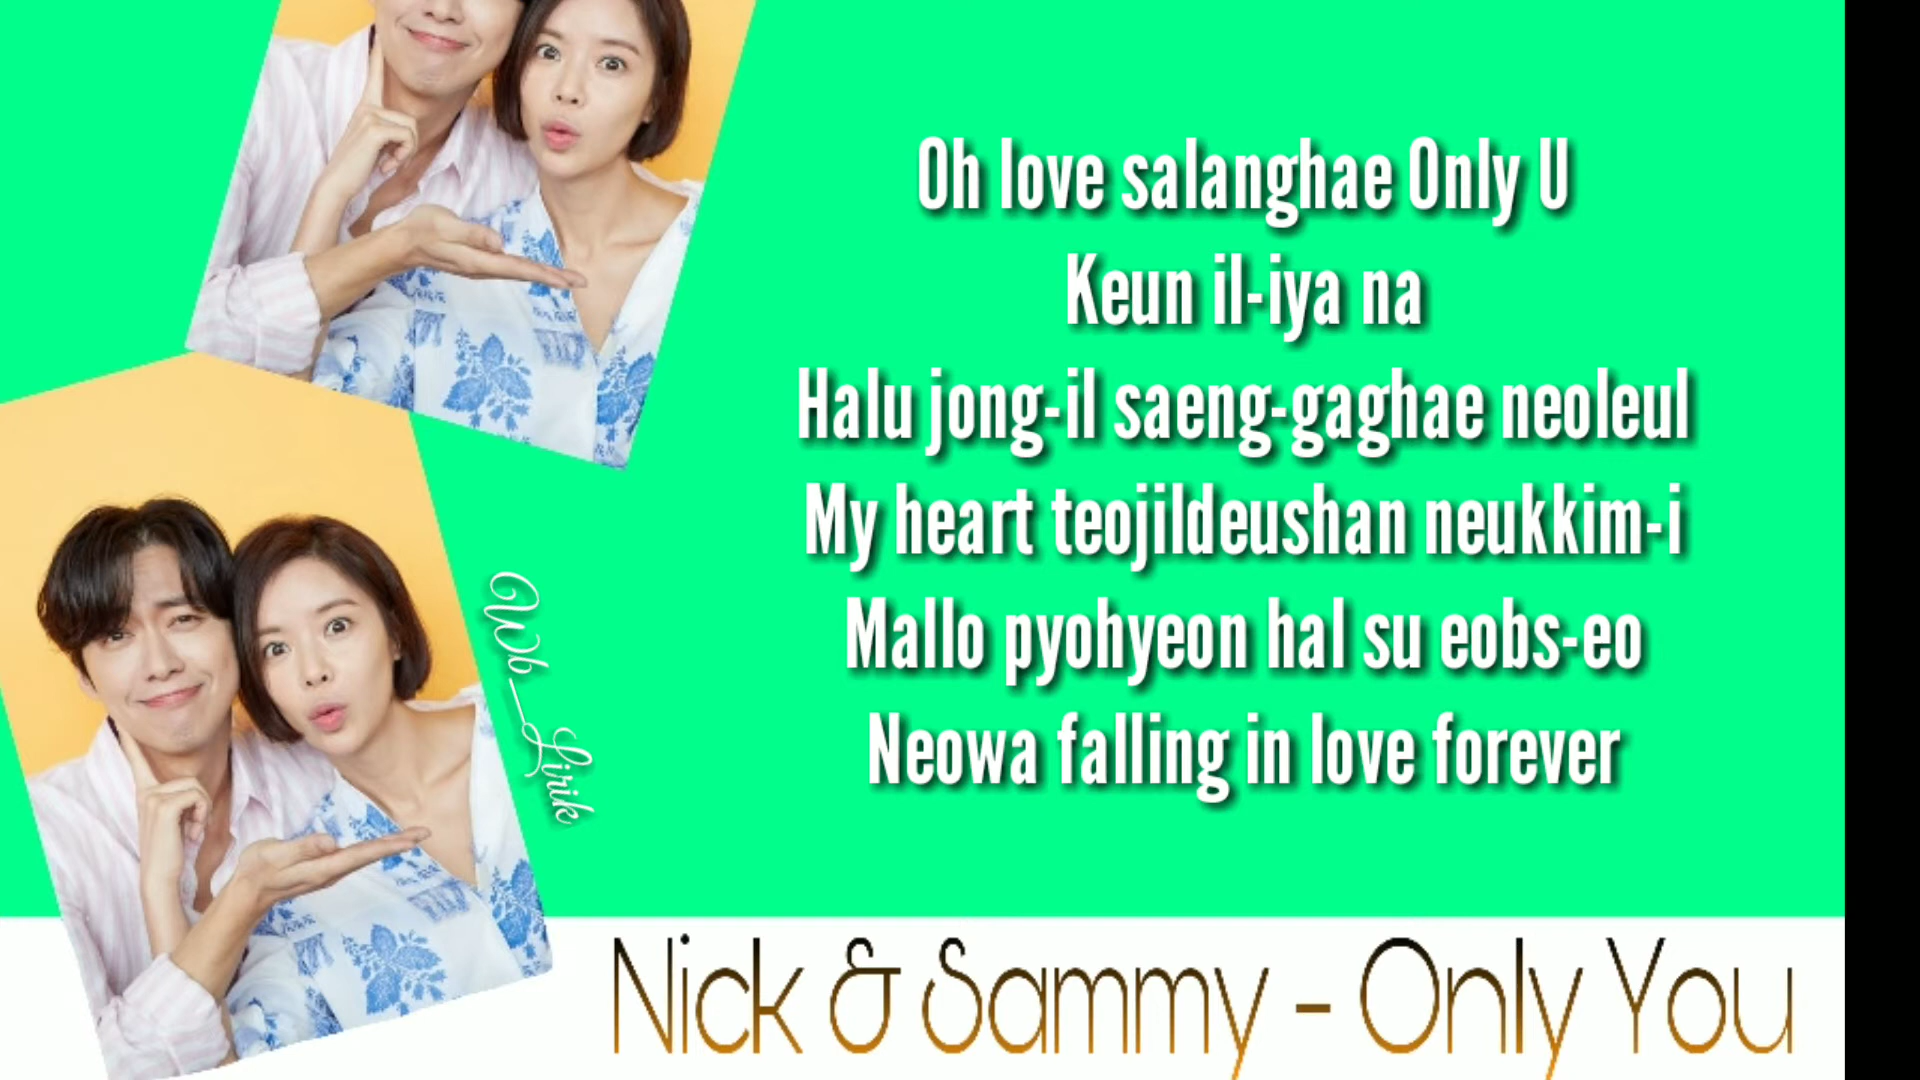 Oh love salanghae Only U
Keun il-iya na
Halu jong-il saeng-gaghae neoleul
My heart teojildeushan neukkim-i
Mallo pyohyeon hal su eobs-eo
Neowa falling in love forever
Wb_Lirik
Nick & Sammy - Only You